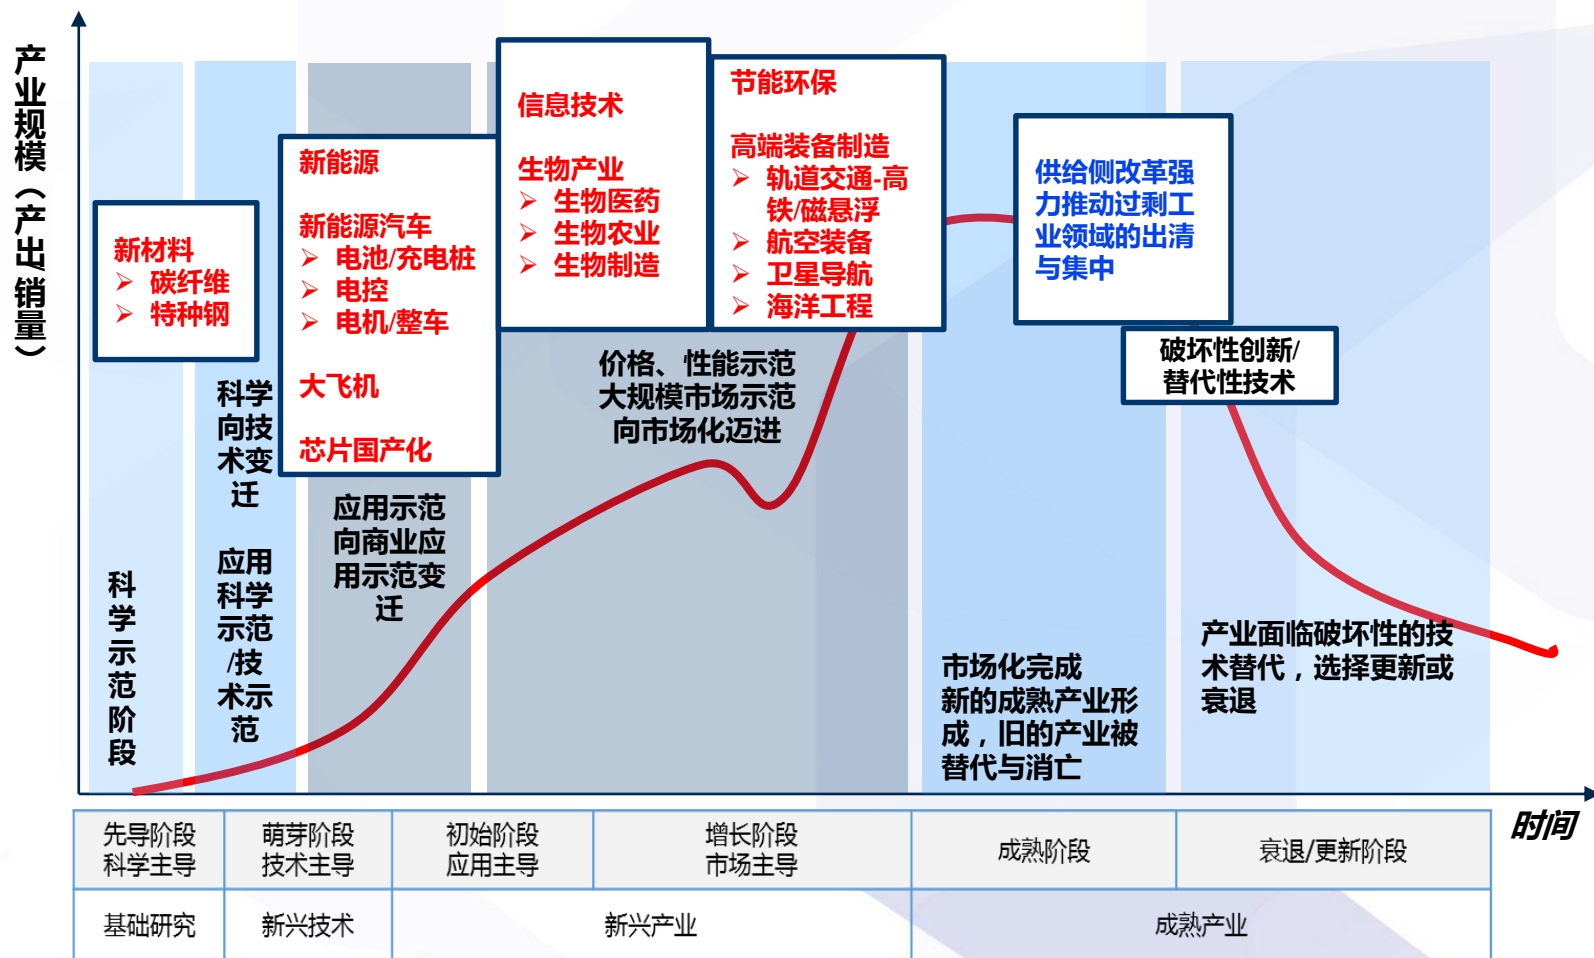 产业规模（产出/销量）
新材料
➢ 碳纤维
➢ 特种钢
新能源
新能源汽车
➢ 电池/充电桩
➢ 电控
➢ 电机/整车
大飞机
芯片国产化
信息技术
生物产业
➢ 生物医药
➢ 生物农业
➢ 生物制造
节能环保
高端装备制造
➢ 轨道交通-高
铁/磁悬浮
➢ 航空装备
➢ 卫星导航
➢ 海洋工程
供给侧改革强
力推动过剩工
业领域的出清
与集中
破坏性创新/
替代性技术
科学示范阶段
科学
向技
术变
迁
应用
科学
示范
/技
术示
范
应用示范
向商业应
用示范变
迁
价格、性能示范
大规模市场示范
向市场化迈进
市场化完成
新的成熟产业形
成，旧的产业被
替代与消亡
产业面临破坏性的技
术替代，选择更新或
衰退
时间
先导阶段
科学主导
萌芽阶段
技术主导
初始阶段
应用主导
增长阶段
市场主导
成熟阶段
衰退/更新阶段
基础研究
新兴技术
新兴产业
成熟产业